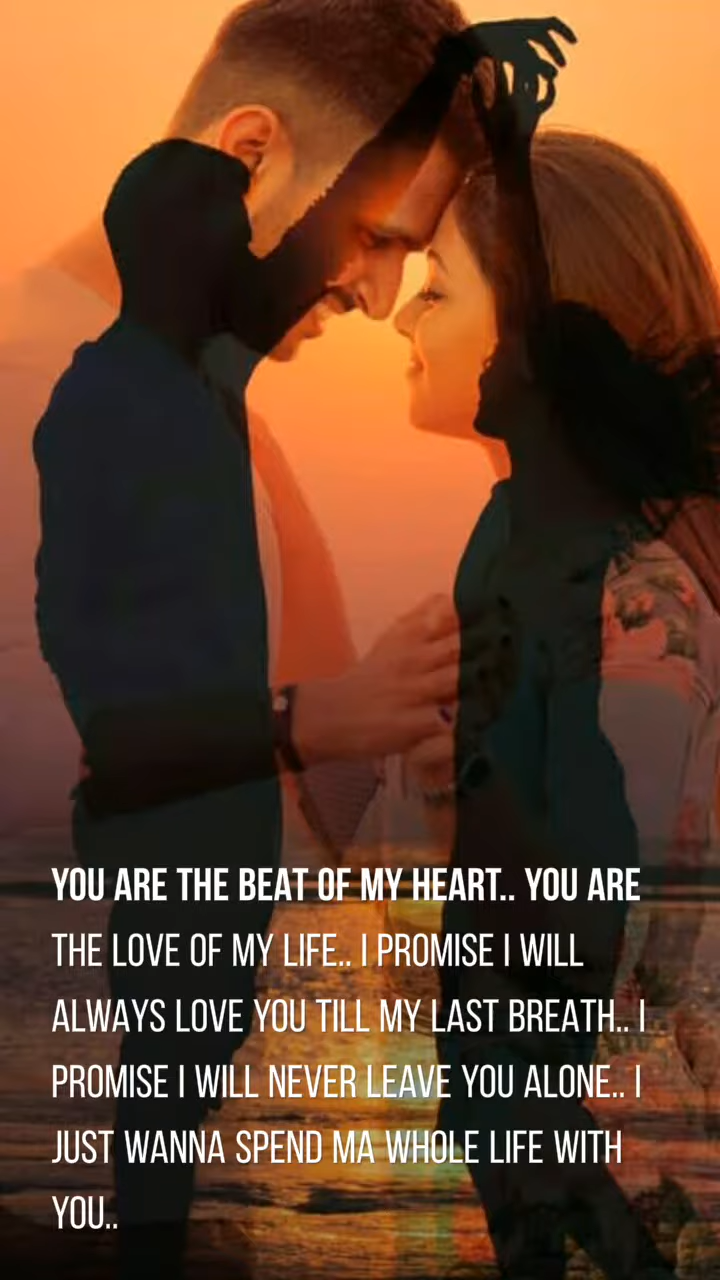 YOU ARE THE BEAT OF MY HEART.. YOU ARE
THE LOVE OF MY LIFE.. I PROMISE I WILL
ALWAYS LOVE YOU TILL MY LAST BREATH.. I
PROMISE I WILL NEVER LEAVE YOU ALONE.. I
JUST WANNA SPEND MA WHOLE LIFE WITH
YOU..